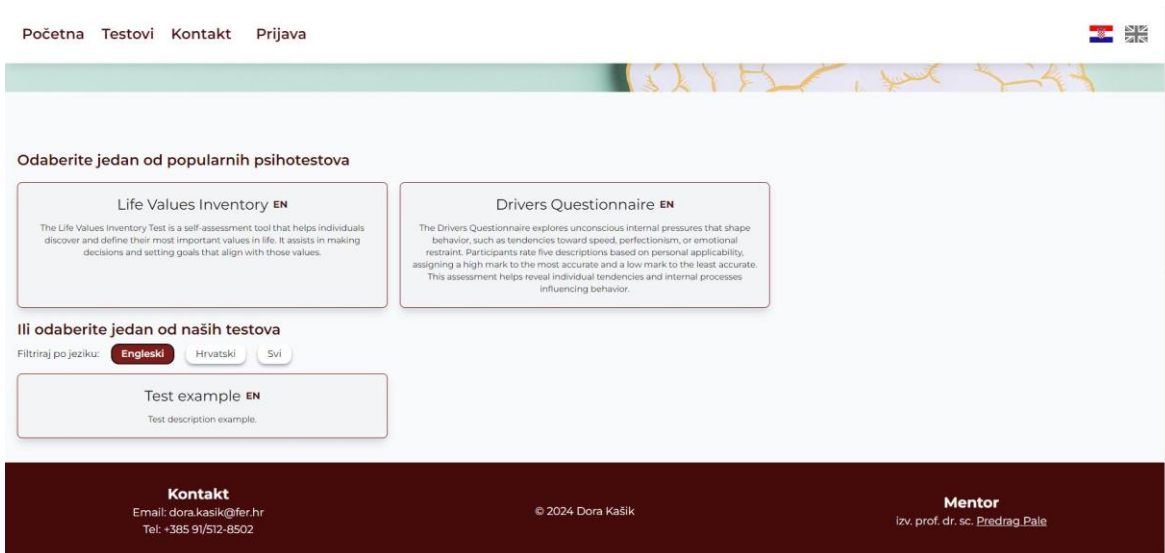 Početna Testovi Kontakt Prijava
Odaberite jedan od popularnih psihotestova
Life Values Inventory EN
The Life Values Inventory Test is a self-assessment tool that helps individuals
discover and define their most important values in life. It assists in making
decisions and setting goals that align with those values.
Drivers Questionnaire EN
The Drivers Questionnaire explores unconscious internal pressures that shape
behavior, such as tendencies toward speed, perfectionism, or emotional
restraint. Participants rate five descriptions based on personal applicability,
assigning a high mark to the most accurate and a low mark to the least accurate.
This assessment helps reveal individual tendencies and internal processes
influencing behavior.
Ili odaberite jedan od naših testova
Filtriraj po jeziku: Engleski Hrvatski Svi
Test example EN
Test description example.
Kontakt
Email: dora.kasik@fer.hr
Tel: +385 91/512-8502
© 2024 Dora Kašik
Mentor
izv. prof. dr. sc. Predrag Pale